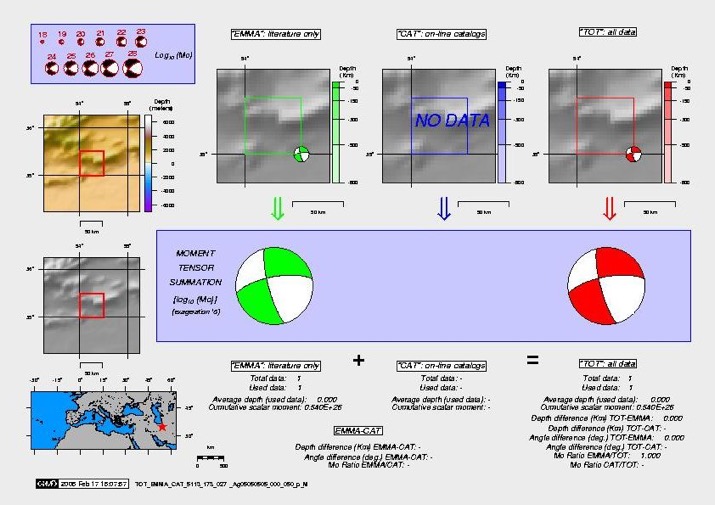 18 19 20 21 22 23
24 25 26 27 28
Log10 (Mo)
"EMMA": literature only
"CAT": on-line catalogs
"TOT": all data
Depth (Km)
Depth (Km)
Depth (Km)
Depth (meters)
NO DATA
50 km
MOMENT
TENSOR
SUMMATION
[log10 (Mo)]
"EMMA": literature only
+
"CAT": on-line catalogs
=
"TOT": all data
Total data: 1
Used data: 1
Average depth (used data): 0.000
Cumulative scalar moment: 0.540E+26
Total data: -
Used data: -
Average depth (used data): -
Cumulative scalar moment: -
Total data: 1
Used data: 1
Average depth (used data): 0.000
Cumulative scalar moment: 0.540E+26
Depth difference (Km) TOT-EMMA: 0.000
Depth difference (Km) TOT-CAT: -
Angle difference (deg.) TOT-EMMA: 0.000
Angle difference (deg.) TOT-CAT: -
Mo Ratio EMMA/TOT: 1.000
Mo Ratio CAT/TOT: -
EMMA-CAT
Depth difference (Km) EMMA-CAT: -
Angle difference (deg.) EMMA-CAT: -
Mo Ratio EMMA/CAT: -
km
0 500
GMT